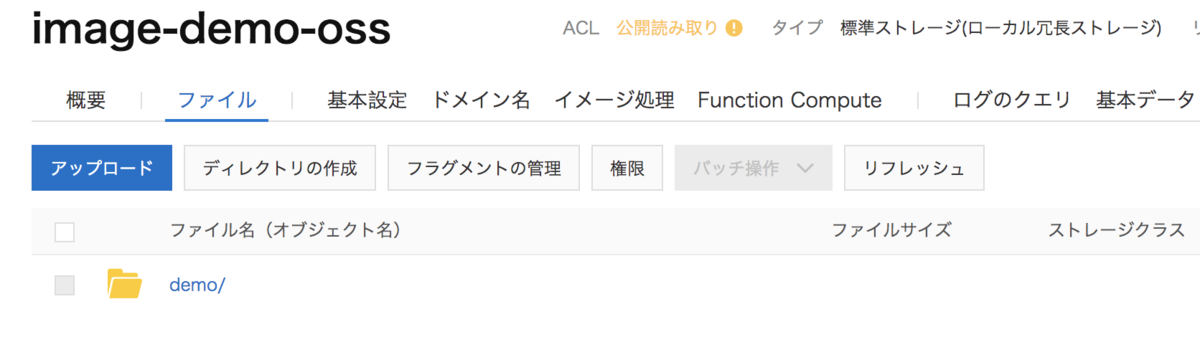 image-demo-oss ACL 公開読み取り タイプ 標準ストレージ(ローカル冗長ストレージ)
概要 ファイル 基本設定 ドメイン名 イメージ処理 Function Compute ログのクエリ 基本データ
アップロード ディレクトリの作成 フラグメントの管理 権限 バッチ操作 リフレッシュ
ファイル名（オブジェクト名） ファイルサイズ ストレージクラス
demo/